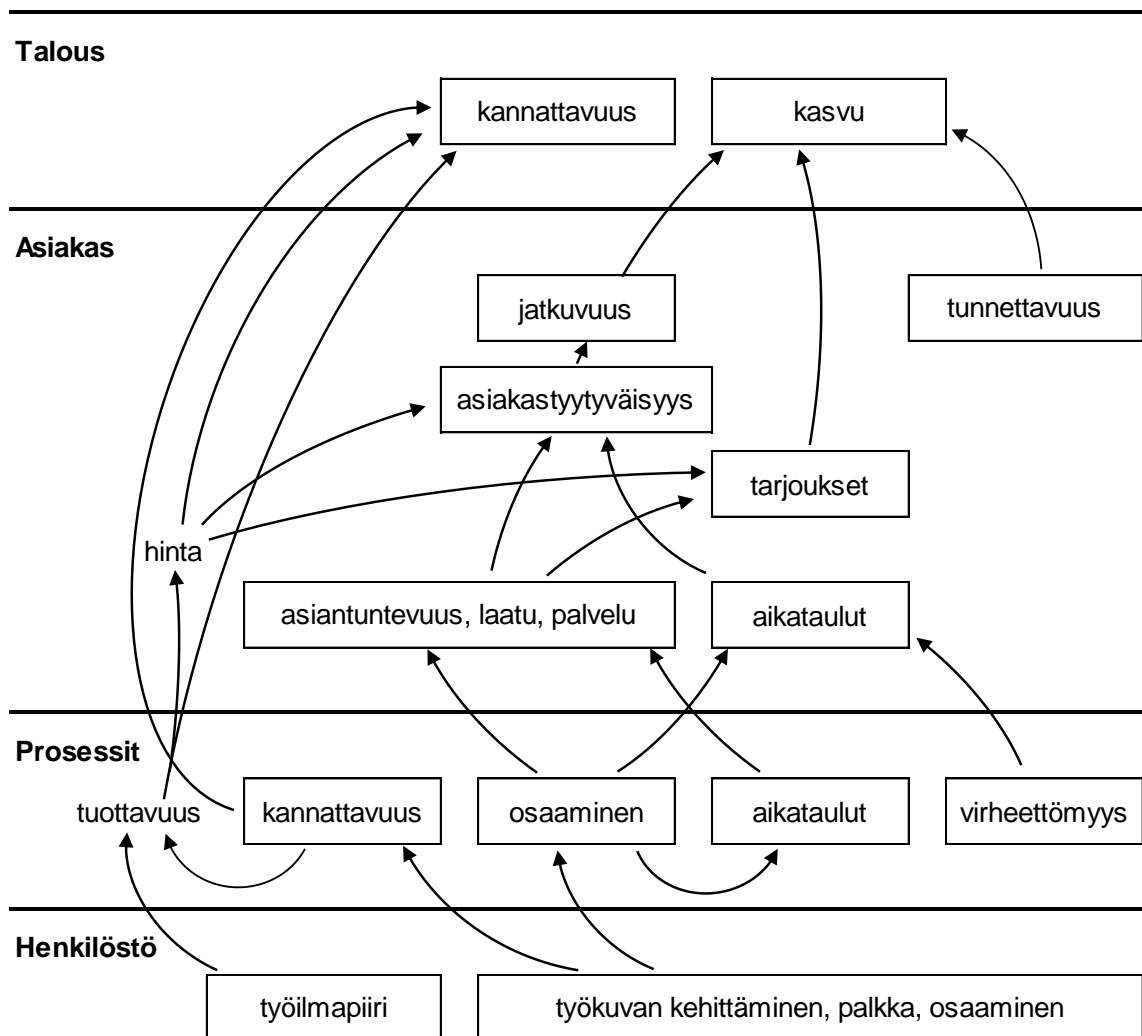 Talous
kannattavuus
kasvu
Asiakas
jatkuvuus
tunnettavuus
asiakastyytyväisyys
tarjoukset
hinta
asiantuntevuus, laatu, palvelu
aikataulut
Prosessit
tuottavuus
kannattavuus
osaaminen
aikataulut
virheettömyys
Henkilöstö
työilmapiiri
työkuvan kehittäminen, palkka, osaaminen